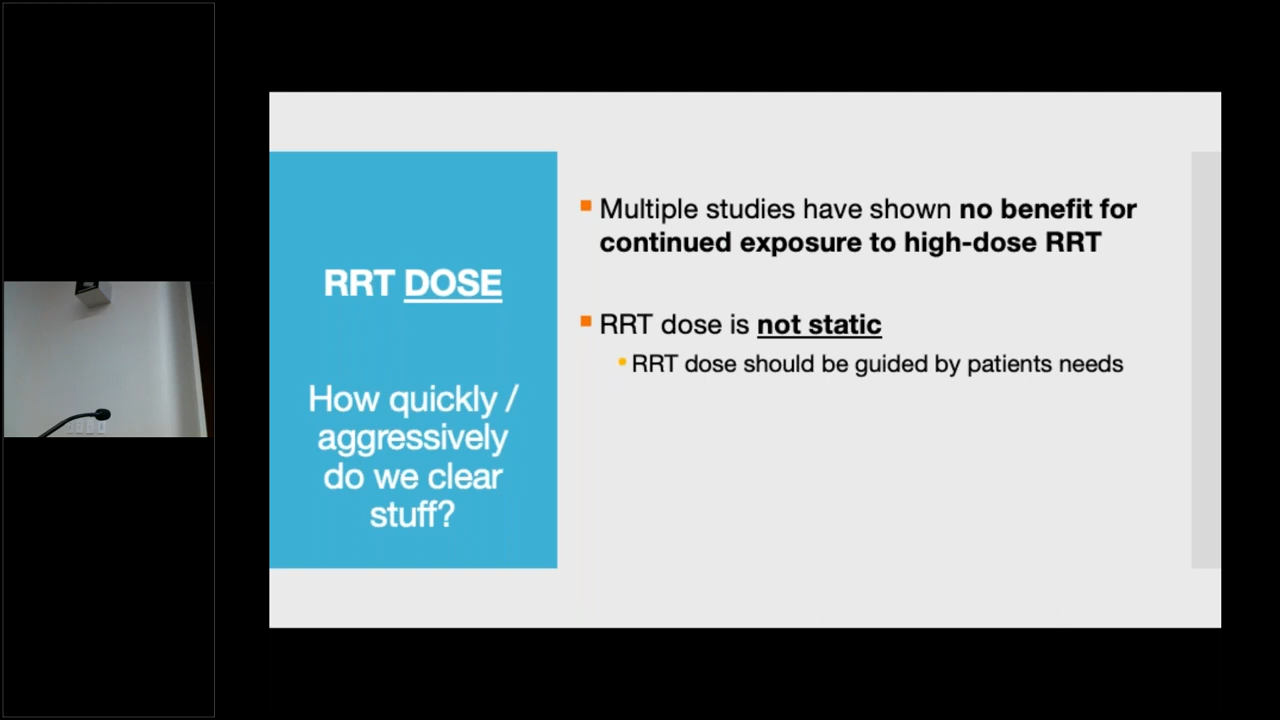 RRT DOSE
How quickly /
aggressively
do we clear
stuff?
Multiple studies have shown no benefit for
continued exposure to high-dose RRT
RRT dose is not static
RRT dose should be guided by patients needs